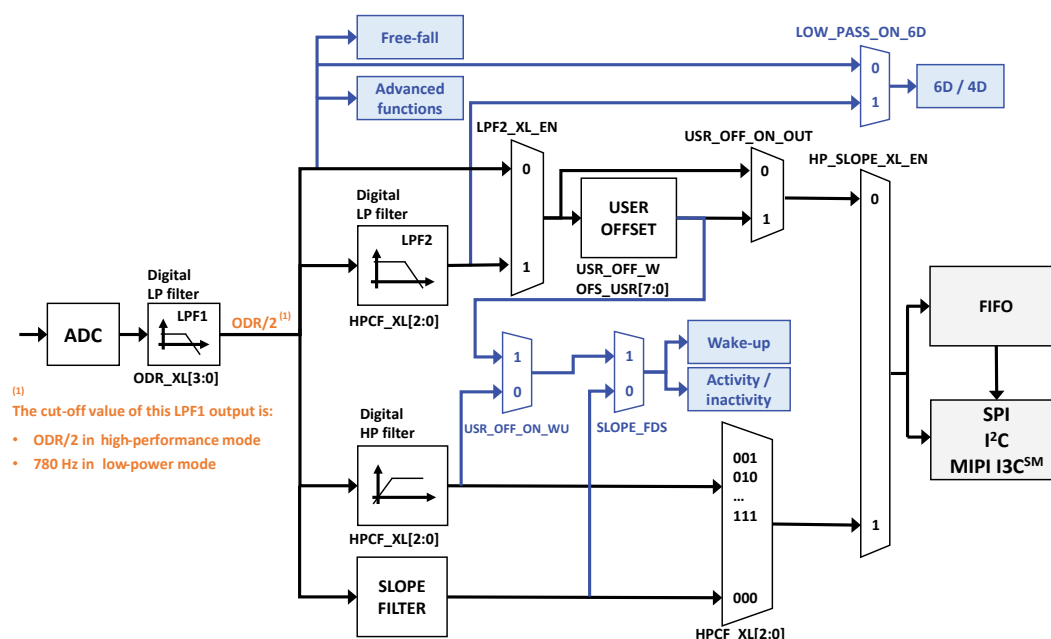 Free-fall
LOW_PASS_ON_6D
0
1
6D / 4D
Advanced
functions
LPF2_XL_EN
0
1
USR_OFF_ON_OUT
0
1
HP_SLOPE_XL_EN
0
1
Digital
LP filter
LPF2
HPCF_XL[2:0]
USER
OFFSET
USR_OFF_W
OFS_USR[7:0]
Digital
LP filter
LPF1
ODR_XL[3:0]
ADC
ODR/2 (1)
FIFO
SPI
I2C
MIPI I3CSM
(1)
The cut-off value of this LPF1 output is:
• ODR/2 in high-performance mode
• 780 Hz in low-power mode
1
0
USR_OFF_ON_WU
1
0
SLOPE_FDS
Wake-up
Activity /
inactivity
Digital
HP filter
HPCF_XL[2:0]
SLOPE
FILTER
001
010
...
111
000
HPCF_XL[2:0]